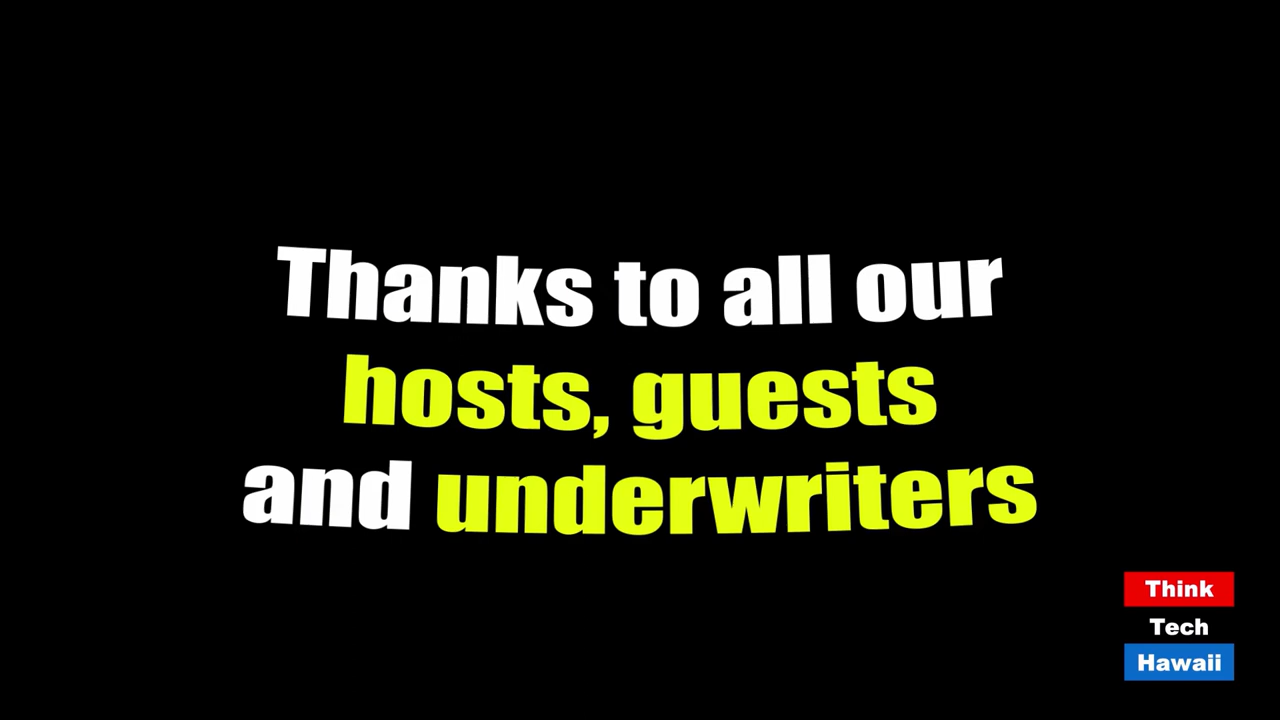 Thanks to all our
hosts, guests
and underwriters
Think
Tech
Hawaii